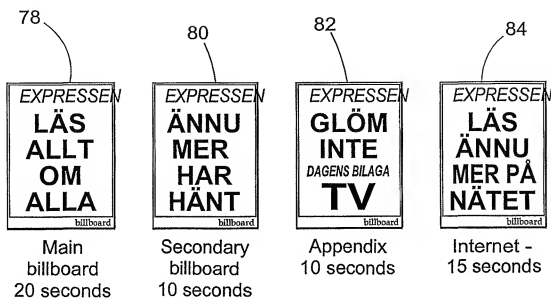 78
80
82
84
EXPRESSEN
LÄS
ALLT
OM
ALLA
billboard
Main
billboard
20 seconds
EXPRESSEN
ÄNNU
MER
HAR
HÄNT
billboard
Secondary
billboard
10 seconds
EXPRESSEN
GLÖM
INTE
DAGENS BILAGA
TV
billboard
Appendix
10 seconds
EXPRESSEN
LÄS
ÄNNU
MER PÅ
NÄTET
billboard
Internet -
15 seconds